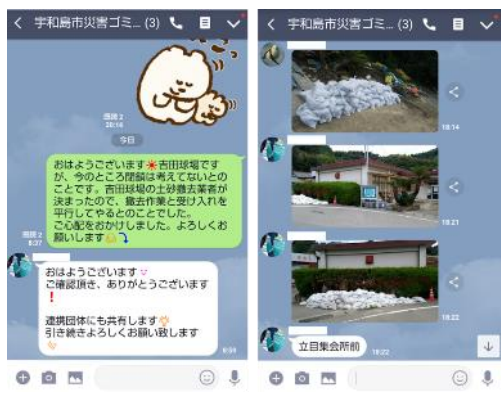 宇和島市災害ゴミ... (3)
既読 2
20:16
今日
おはようございます☀吉田球場です
が、今のところ閉鎖は考えてないとの
ことです。吉田球場の土砂撤去業者が
決まったので、撤去作業と受け入れを
平行してやるとのことでした。
ご心配をおかけしました。よろしくお
願いします
既読 2
8:37
おはようございます
ご確認頂き、ありがとうございます
❗
連携団体にも共有します
引き続きよろしくお願い致します
宇和島市災害ゴミ... (3)
18:14
18:21
18:22
立目集会所前
18:22